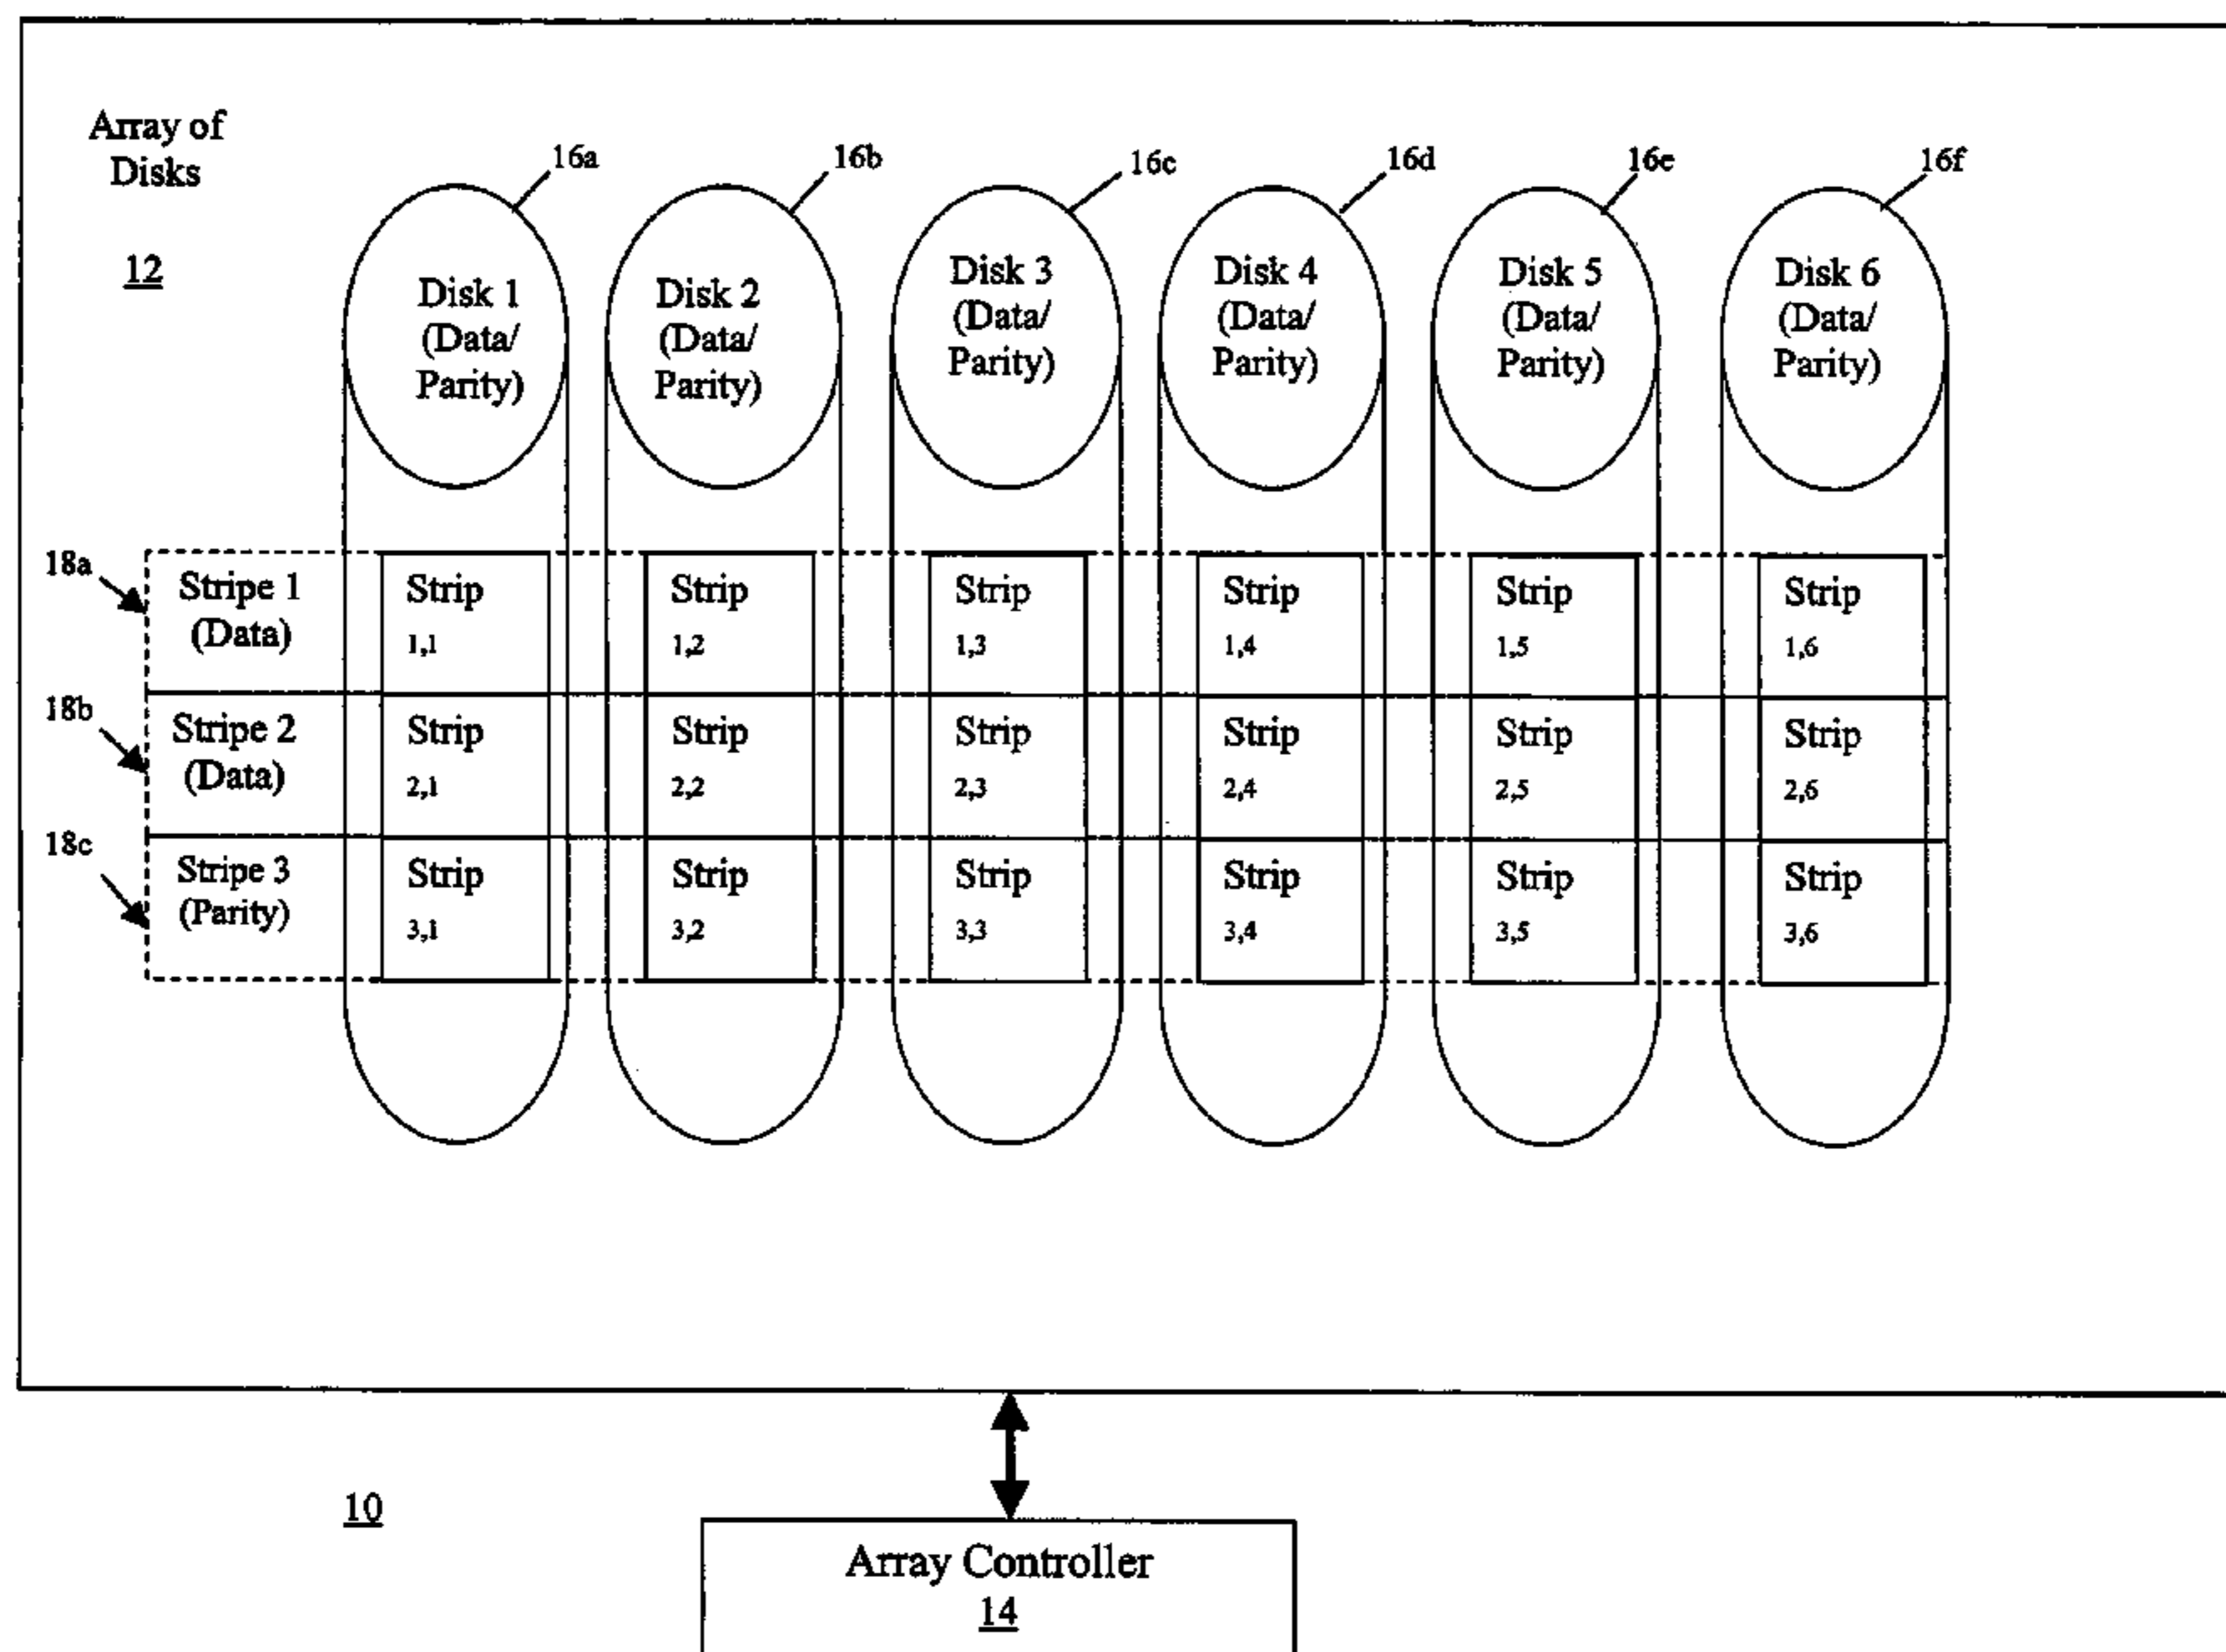 Array of
Disks
12
16a
16b
16c
16d
16e
16f
Disk 1
(Data/
Parity)
Disk 2
(Data/
Parity)
Disk 3
(Data/
Parity)
Disk 4
(Data/
Parity)
Disk 5
(Data/
Parity)
Disk 6
(Data/
Parity)
18a
Stripe 1
(Data)
Strip
1,1
Strip
1,2
Strip
1,3
Strip
1,4
Strip
1,5
Strip
1,6
18b
Stripe 2
(Data)
Strip
2,1
Strip
2,2
Strip
2,3
Strip
2,4
Strip
2,5
Strip
2,6
18c
Stripe 3
(Parity)
Strip
3,1
Strip
3,2
Strip
3,3
Strip
3,4
Strip
3,5
Strip
3,6
10
Array Controller
14